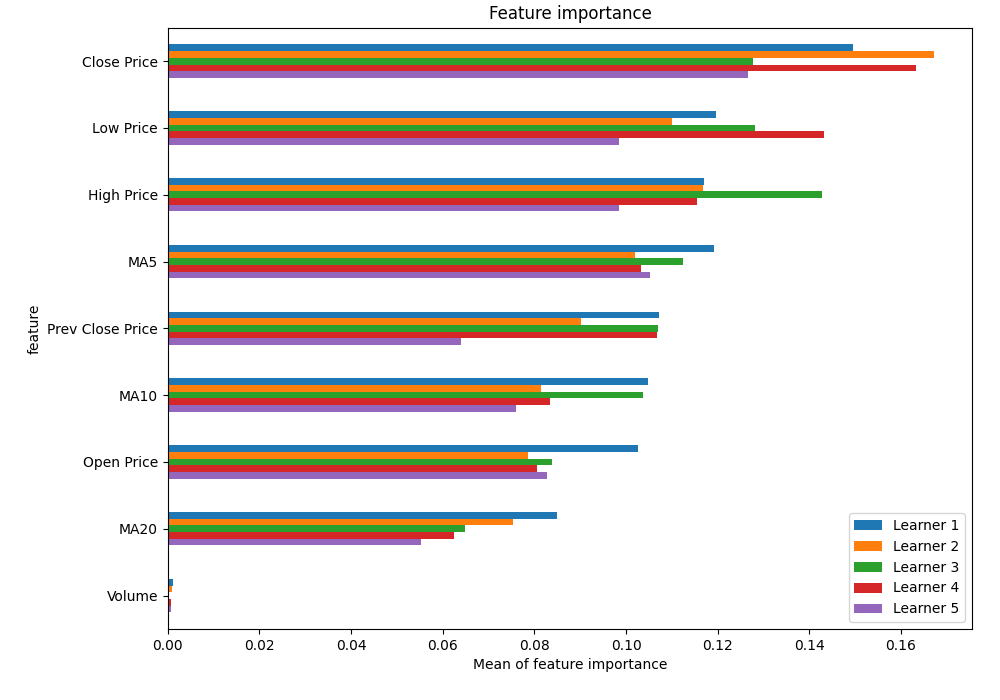 Feature importance
Close Price
Low Price
High Price
MA5
Prev Close Price
MA10
Open Price
MA20
Volume
feature
Learner 1
Learner 2
Learner 3
Learner 4
Learner 5
0.00 0.02 0.04 0.06 0.08 0.10 0.12 0.14 0.16
Mean of feature importance